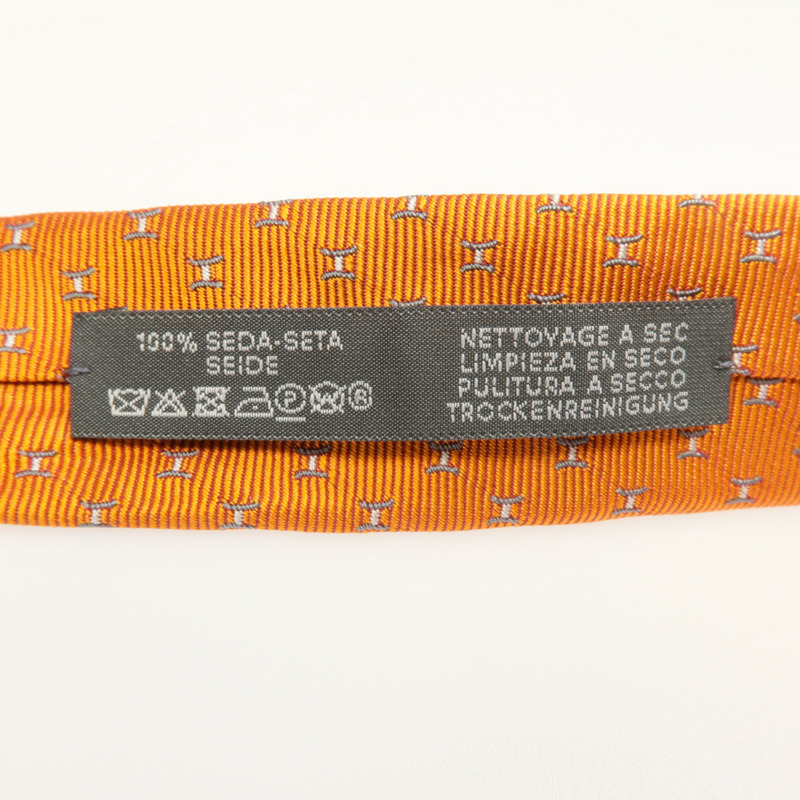 100% SEDA-SETA
SEIDE
P W R
NETTOYAGE A SEC
LIMPIEZA EN SECO
PULITURA A SECCO
TROCKENREINIGUNG